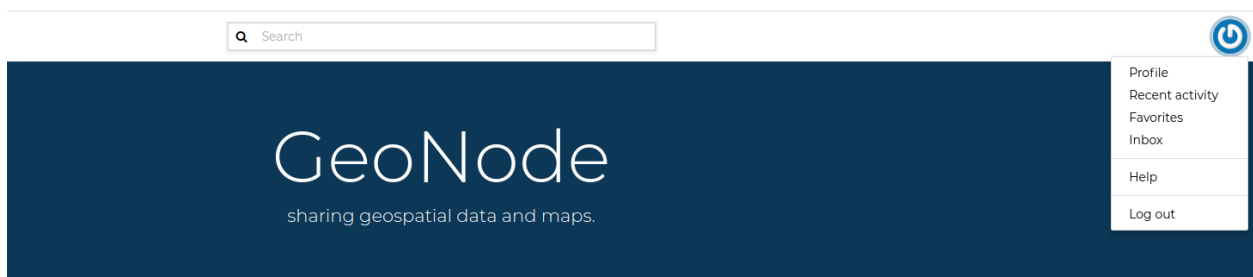 Search
Profile
Recent activity
Favorites
Inbox
Help
Log out
GeoNode
sharing geospatial data and maps.